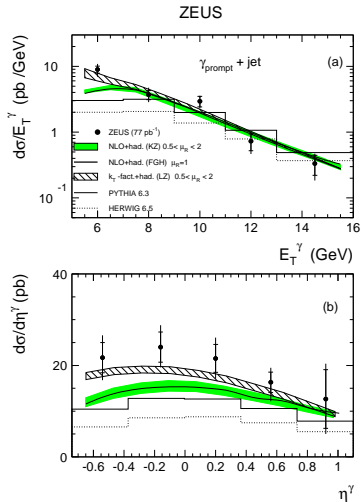 ZEUS
dσ/E_T^γ (pb /GeV)
γ_prompt + jet
(a)
10
1
10^-1
ZEUS (77 pb^-1)
NLO+had. (KZ) 0.5< μ_R < 2
NLO+had. (FGH) μ_R=1
k_T -fact.+had. (LZ) 0.5< μ_R < 2
PYTHIA 6.3
HERWIG 6.5
6 8 10 12 14 16
E_T^γ (GeV)
dσ/dη^γ (pb)
(b)
40
20
0
-0.6 -0.4 -0.2 0 0.2 0.4 0.6 0.8 1
η^γ